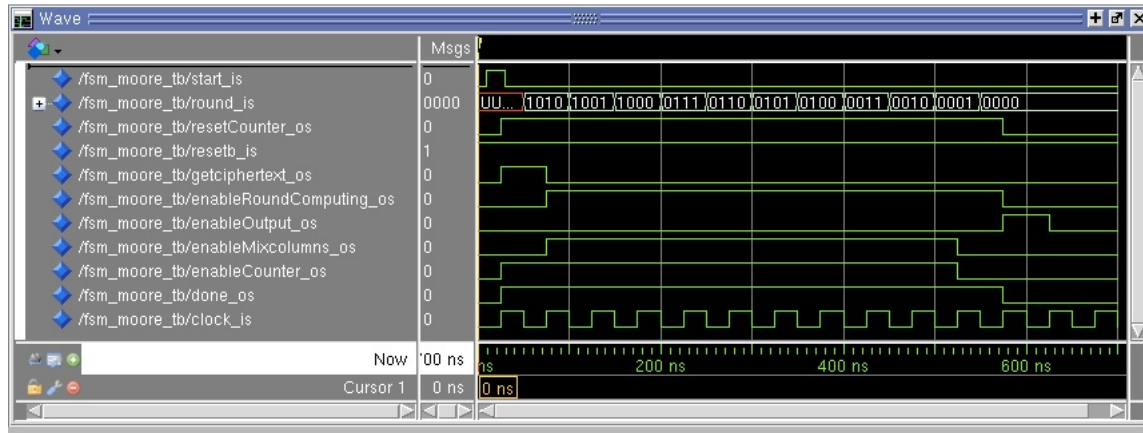 Wave
Msgs
/fsm_moore_tb/start_is 0
/fsm_moore_tb/round_is 0000 UU... 1010 1001 1000 0111 0110 0101 0100 0011 0010 0001 0000
/fsm_moore_tb/resetCounter_os 0
/fsm_moore_tb/resetb_is 1
/fsm_moore_tb/getciphertext_os 0
/fsm_moore_tb/enableRoundComputing_os 0
/fsm_moore_tb/enableOutput_os 0
/fsm_moore_tb/enableMixcolumns_os 0
/fsm_moore_tb/enableCounter_os 0
/fsm_moore_tb/done_os 0
/fsm_moore_tb/clock_is 0
Now '00 ns ns 200 ns 400 ns 600 ns
Cursor 1 0 ns 0 ns